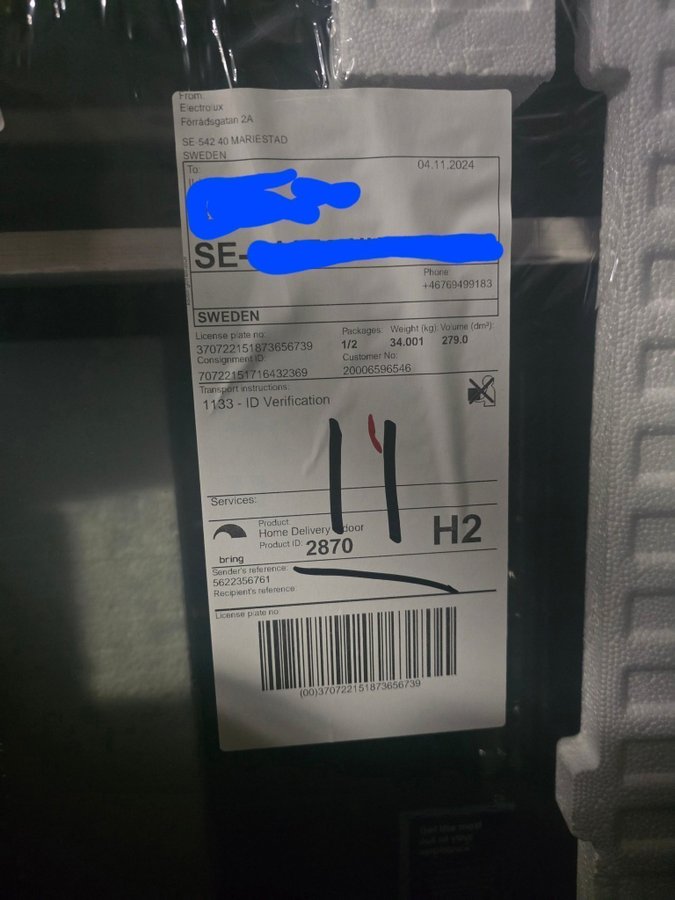 From:
Electrolux
Förrådsgatan 2A
SE-542 40 MARIESTAD
SWEDEN
To:
04.11.2024
SE-
Phone
+46769499183
SWEDEN
License plate no:
370722151873656739
Packages:
1/2
Weight (kg):
34.001
Volume (dm³):
279.0
Consignment ID:
70722151716432369
Customer No:
20006596546
Transport instructions:
1133 - ID Verification
Services:
Product
Home Delivery door
Product ID: 2870
H2
bring
Sender's reference:
5622356761
Recipient's reference:
License plate no
(00)370722151873656739